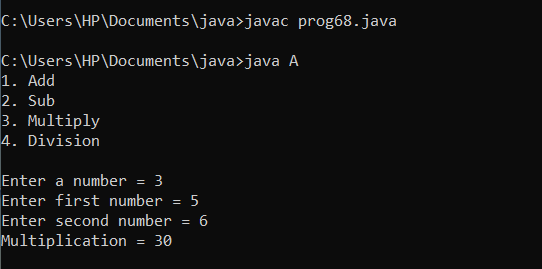 C:\Users\HP\Documents\java>javac prog68.java
C:\Users\HP\Documents\java>java A
1. Add
2. Sub
3. Multiply
4. Division
Enter a number = 3
Enter first number = 5
Enter second number = 6
Multiplication = 30